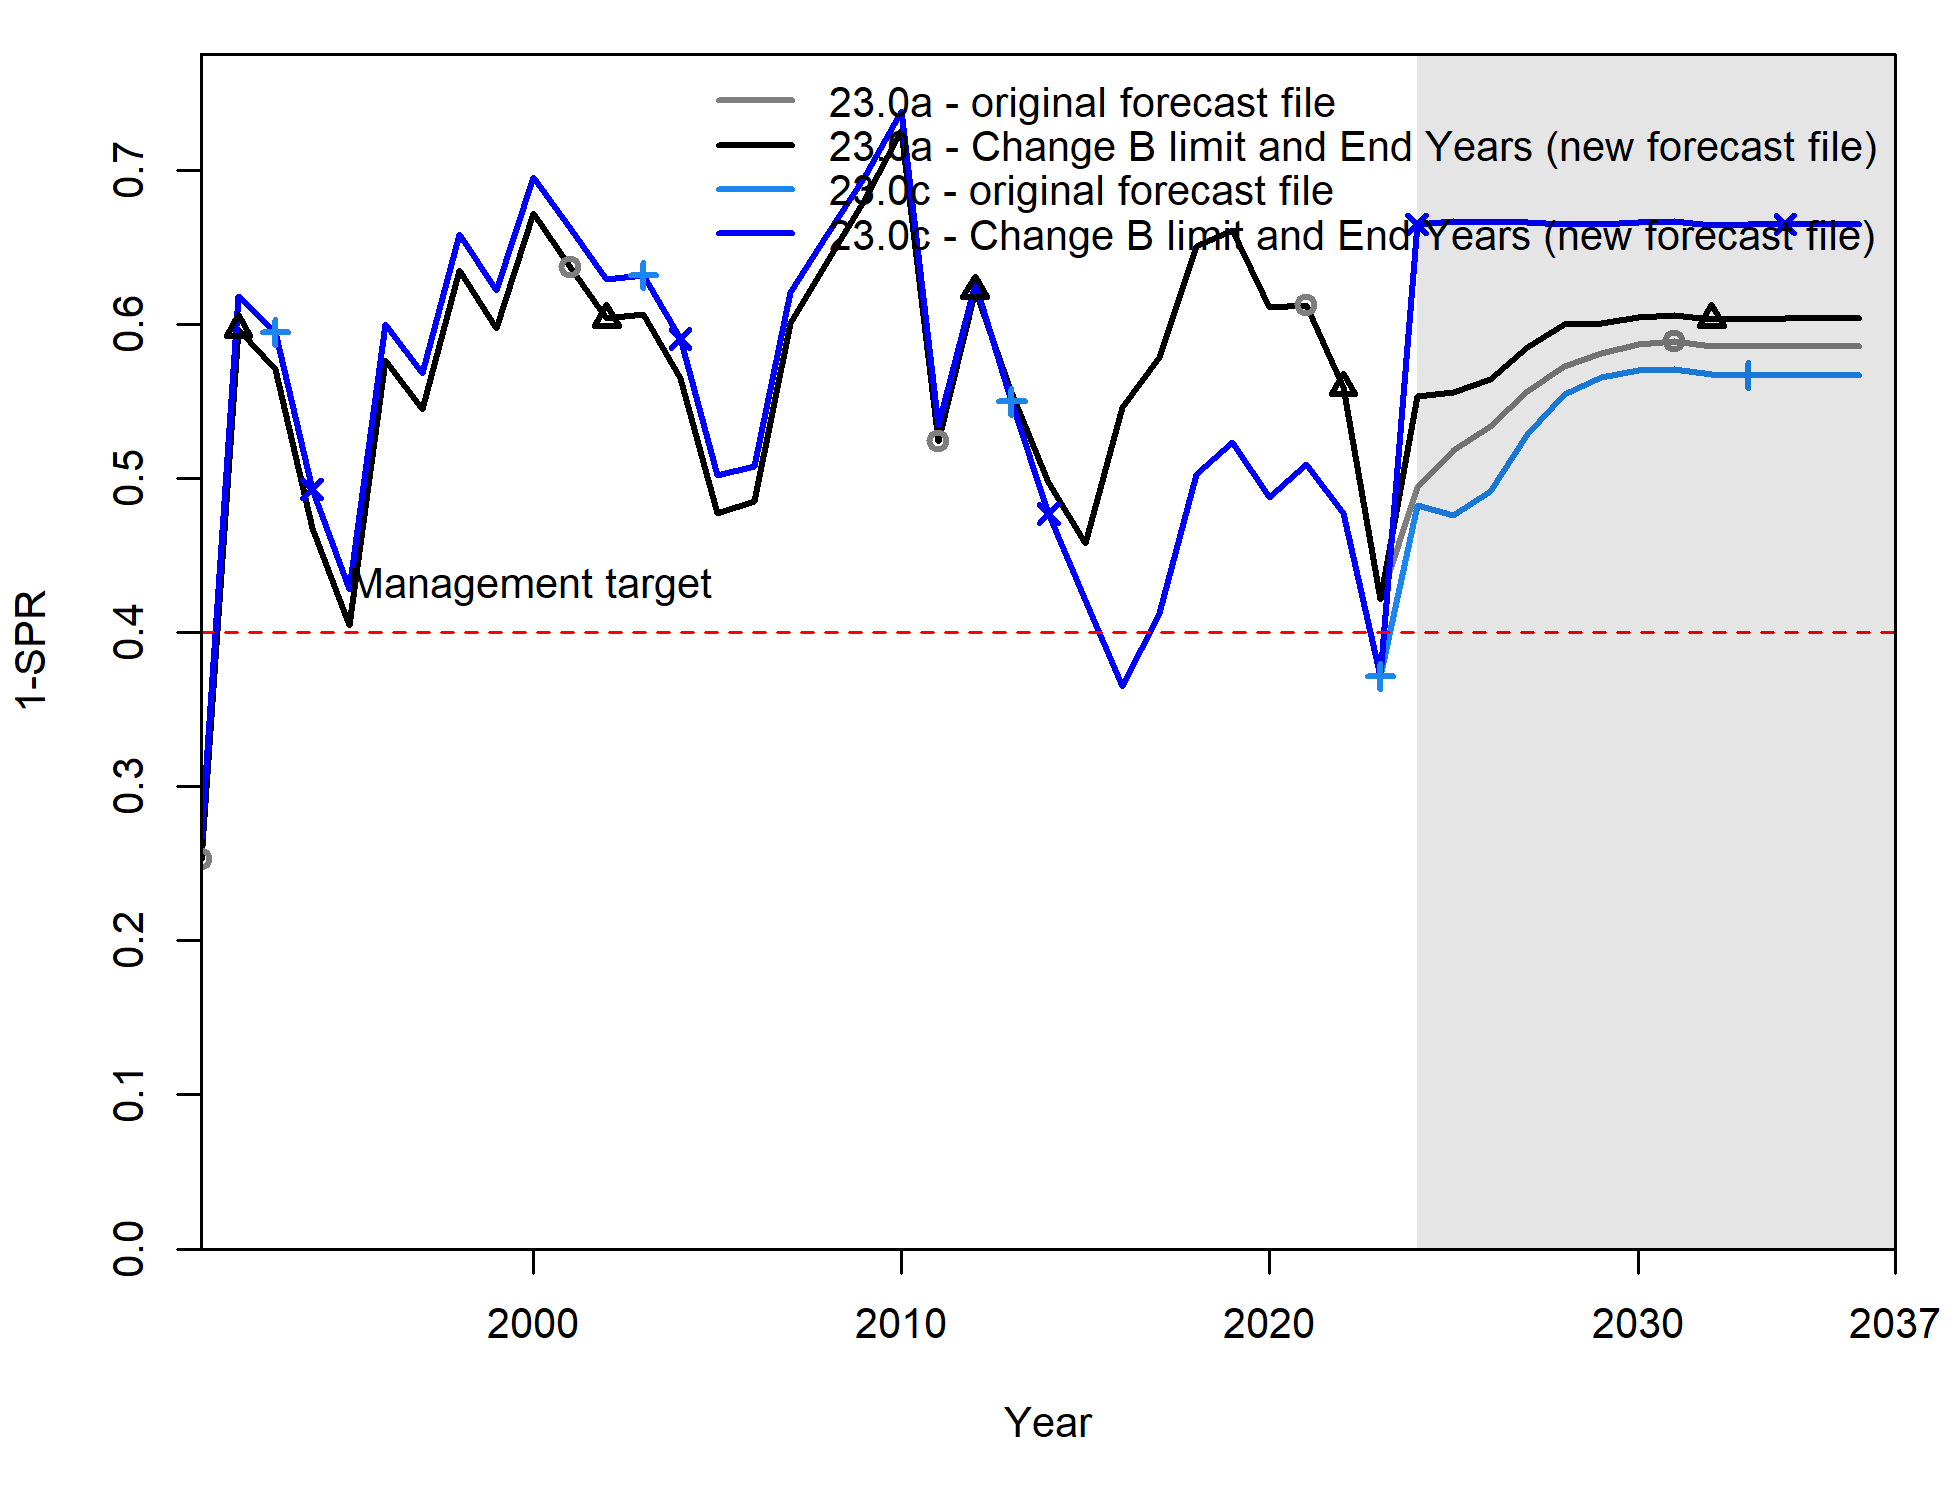 23.0a - original forecast file
23.0a - Change B limit and End Years (new forecast file)
23.0c - original forecast file
23.0c - Change B limit and End Years (new forecast file)
0.7
0.6
0.5
0.4
0.3
0.2
0.1
0.0
1-SPR
Management target
2000
2010
2020
2030
2037
Year